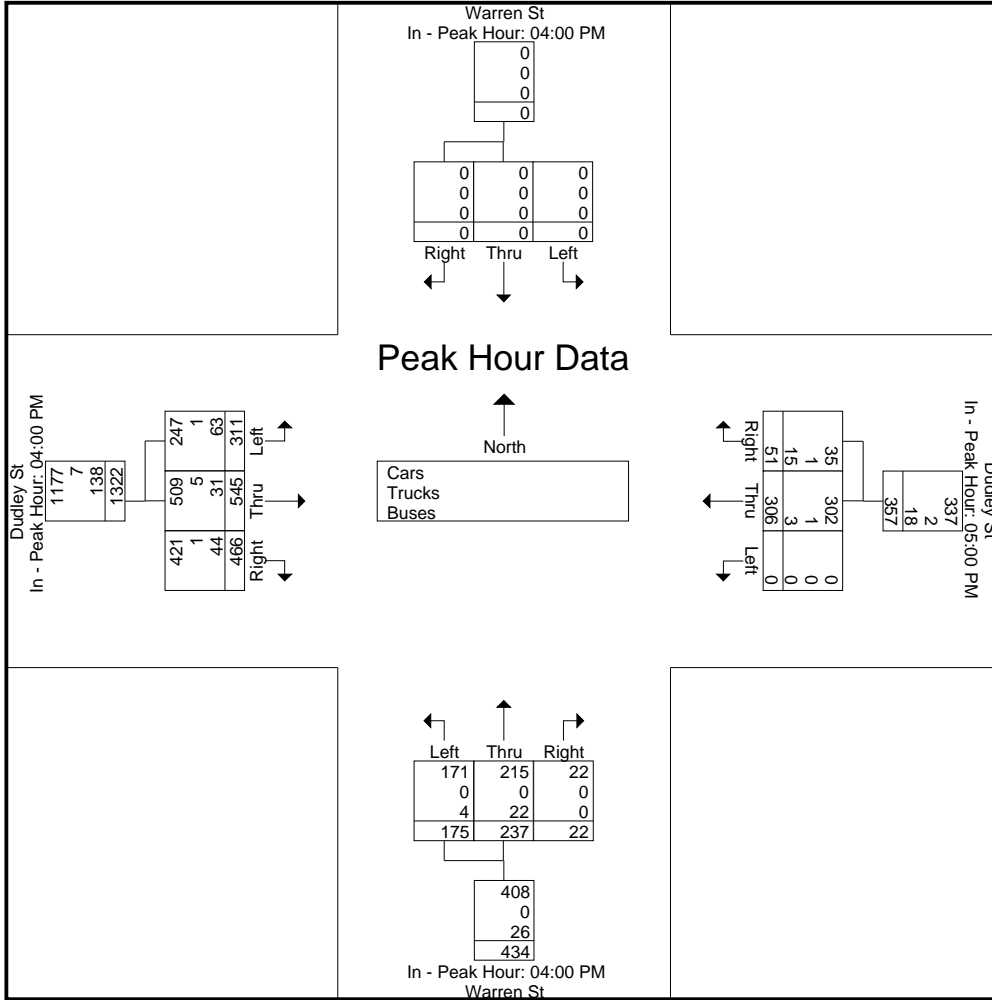 Warren St
In - Peak Hour: 04:00 PM
0
0
0
0
0 0 0
0 0 0
0 0 0
0 0 0
Right Thru Left
Peak Hour Data
North
Cars
Trucks
Buses
Dudley St
In - Peak Hour: 04:00 PM
1177
7
138
1322
247 1 63 311 Left
509 5 31 545 Thru
421 1 44 466 Right
Dudley St
In - Peak Hour: 05:00 PM
337
2
18
357
Right 51 15 1 35
Thru 306 3 1 302
Left 0 0 0 0
Left Thru Right
171 215 22
0 0 0
4 22 0
175 237 22
408
0
26
434
In - Peak Hour: 04:00 PM
Warren St